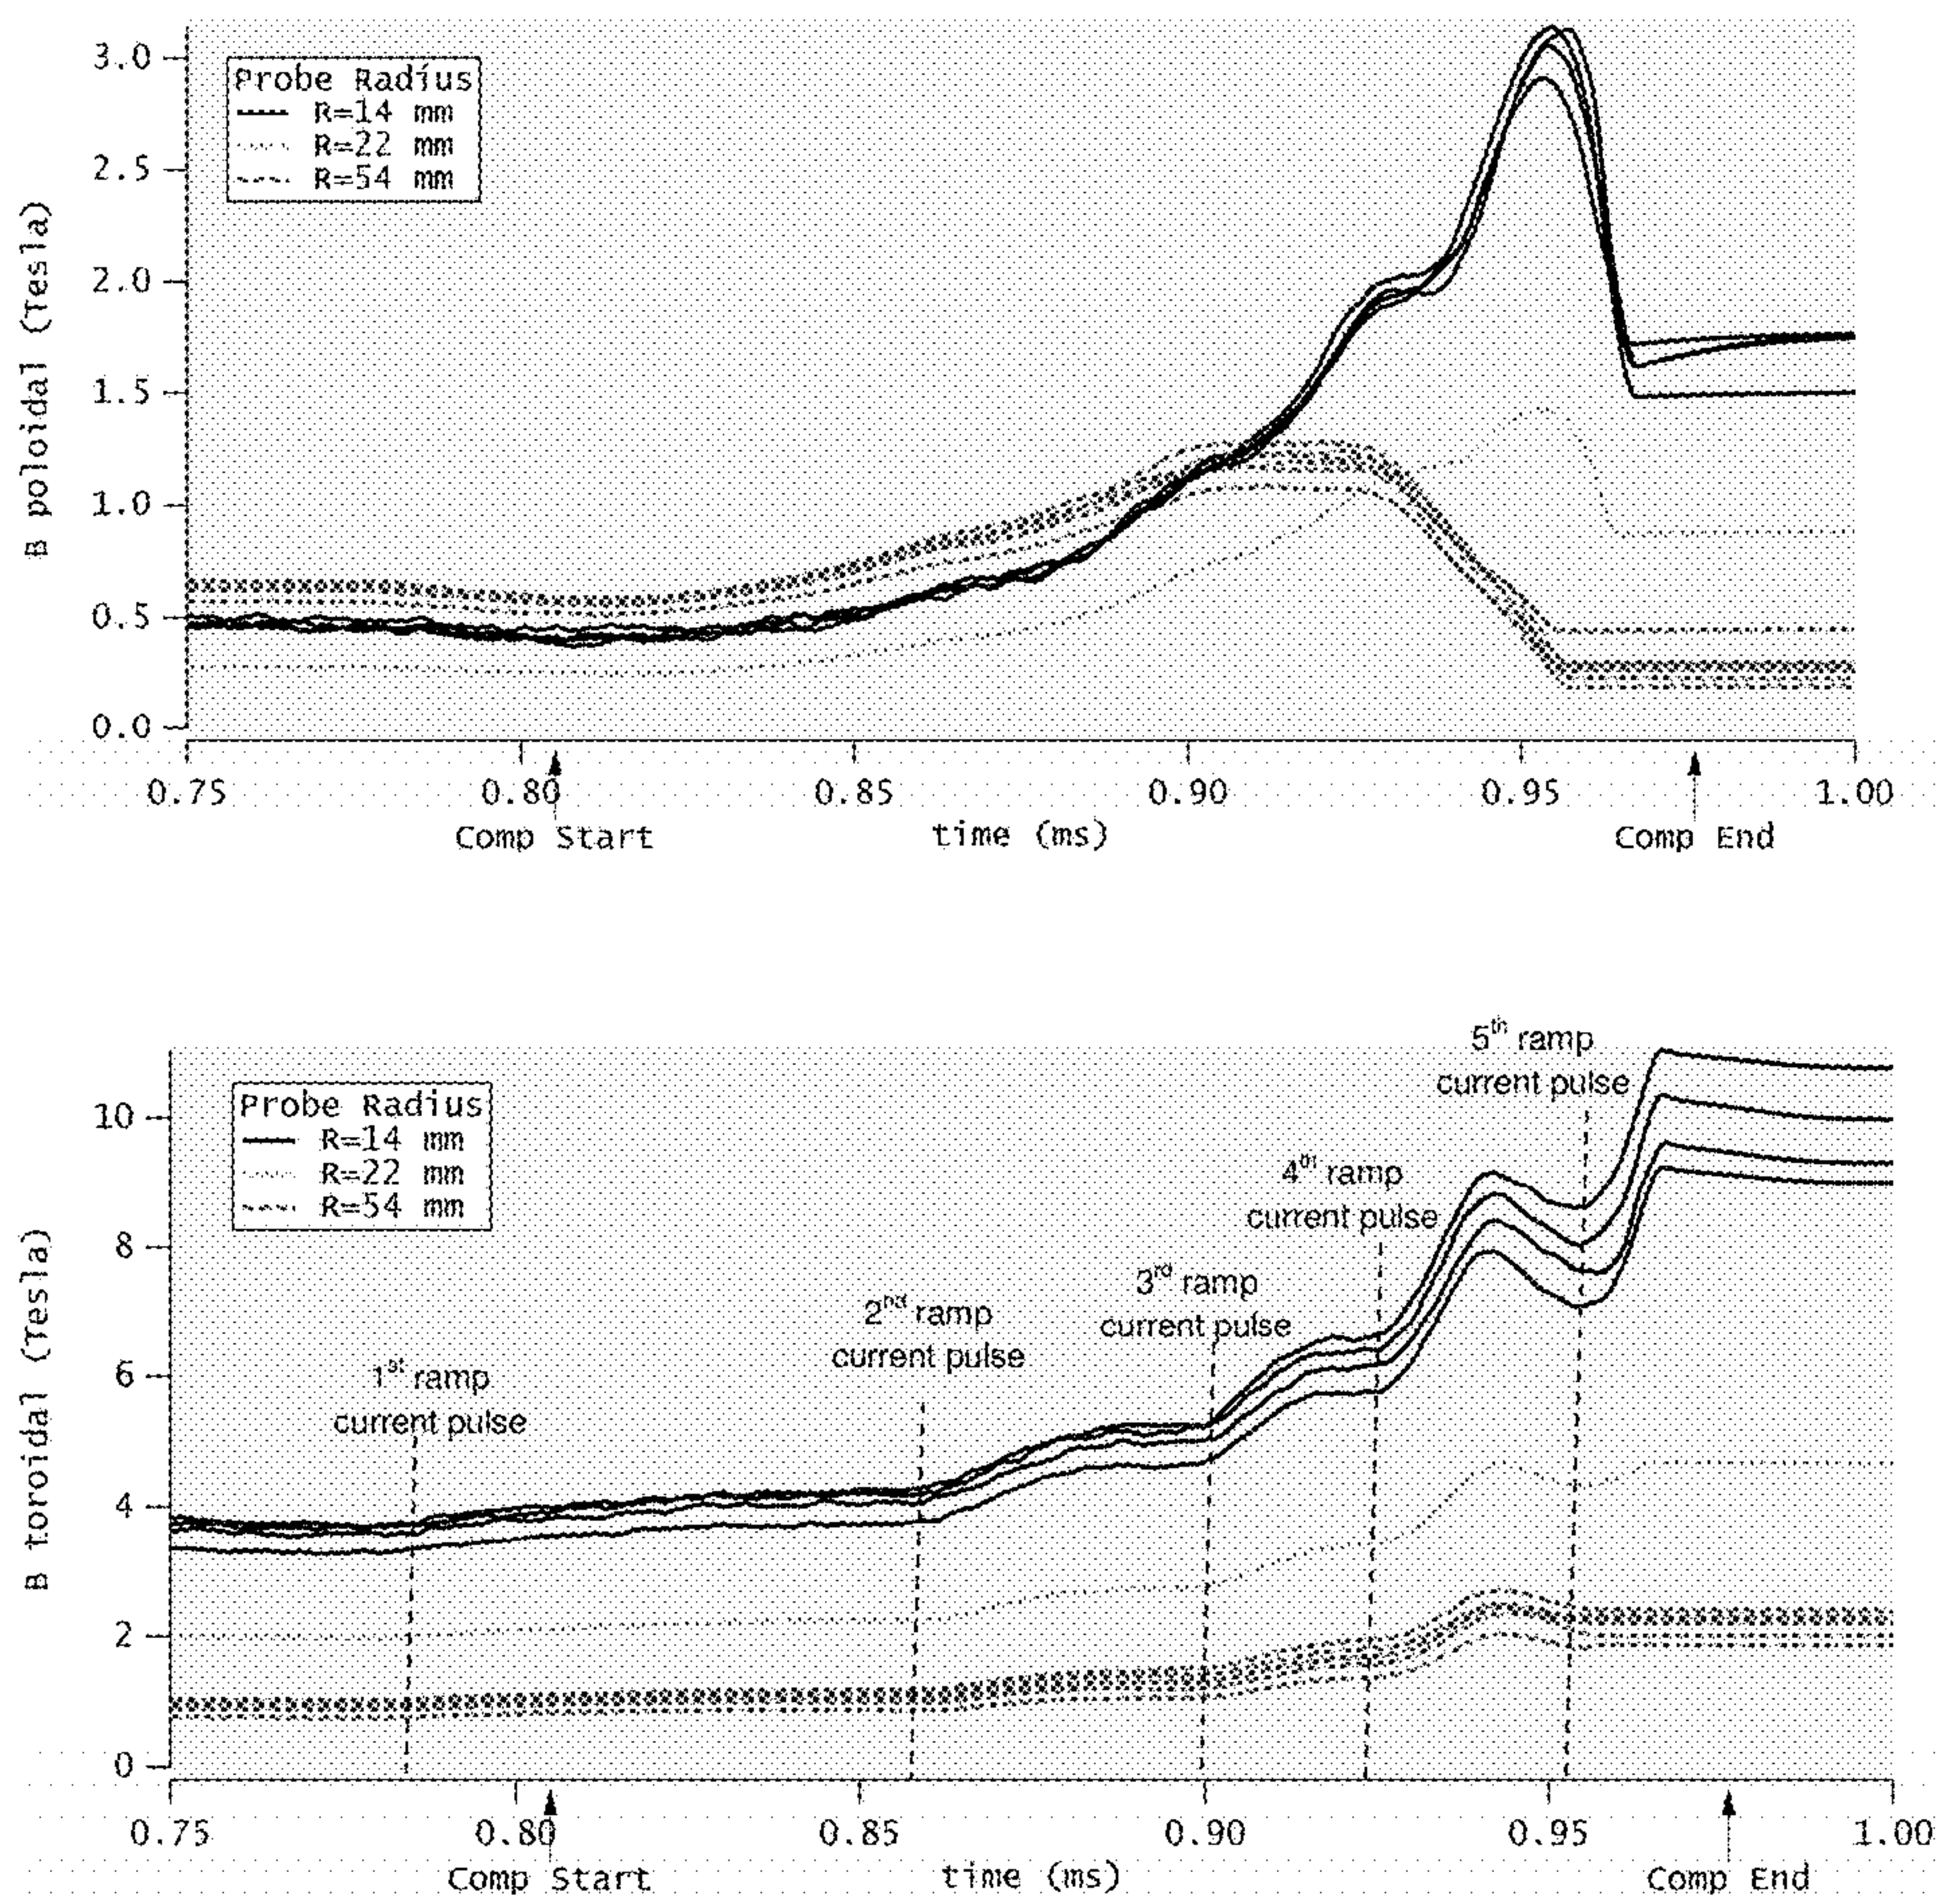 3.0
Probe Radius
R=14 mm
R=22 mm
R=54 mm
2.5
2.0
1.5
1.0
0.5
0.0
B poloidal (Tesla)
0.75 0.80 0.85 0.90 0.95 1.00
Comp Start time (ms) Comp End
5th ramp
current pulse
Probe Radius
R=14 mm
R=22 mm
R=54 mm
10
4th ramp
current pulse
8
3rd ramp
current pulse
2nd ramp
current pulse
6
1st ramp
current pulse
4
2
0
B toroidal (Tesla)
0.75 0.80 0.85 0.90 0.95 1.00
Comp Start time (ms) Comp End